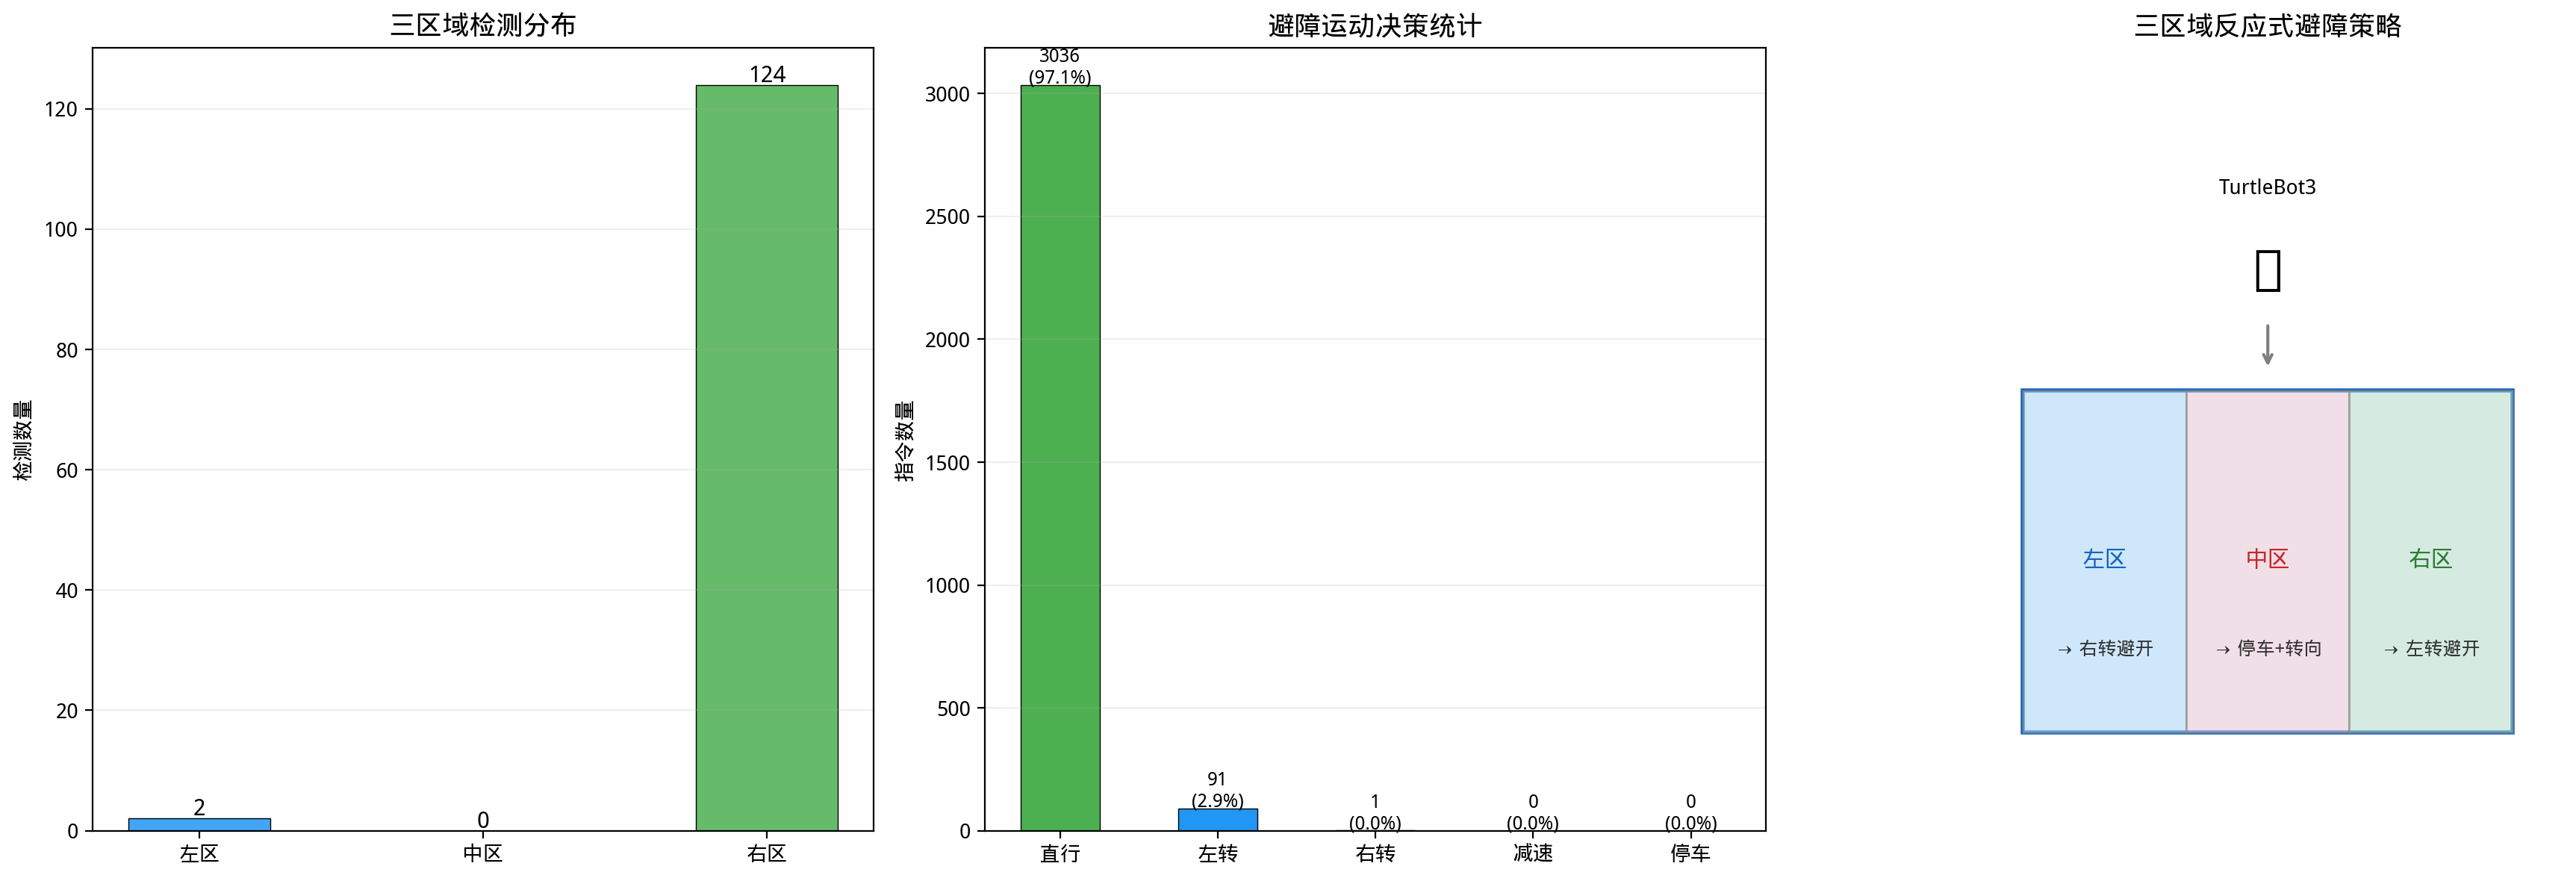 三区域检测分布
检测数量
120
100
80
60
40
20
0
2
0
124
左区
中区
右区
避障运动决策统计
指令数量
3000
2500
2000
1500
1000
500
0
3036
(97.1%)
91
(2.9%)
1
(0.0%)
0
(0.0%)
0
(0.0%)
直行
左转
右转
减速
停车
三区域反应式避障策略
TurtleBot3
左区
中区
右区
→ 右转避开
→ 停车+转向
→ 左转避开